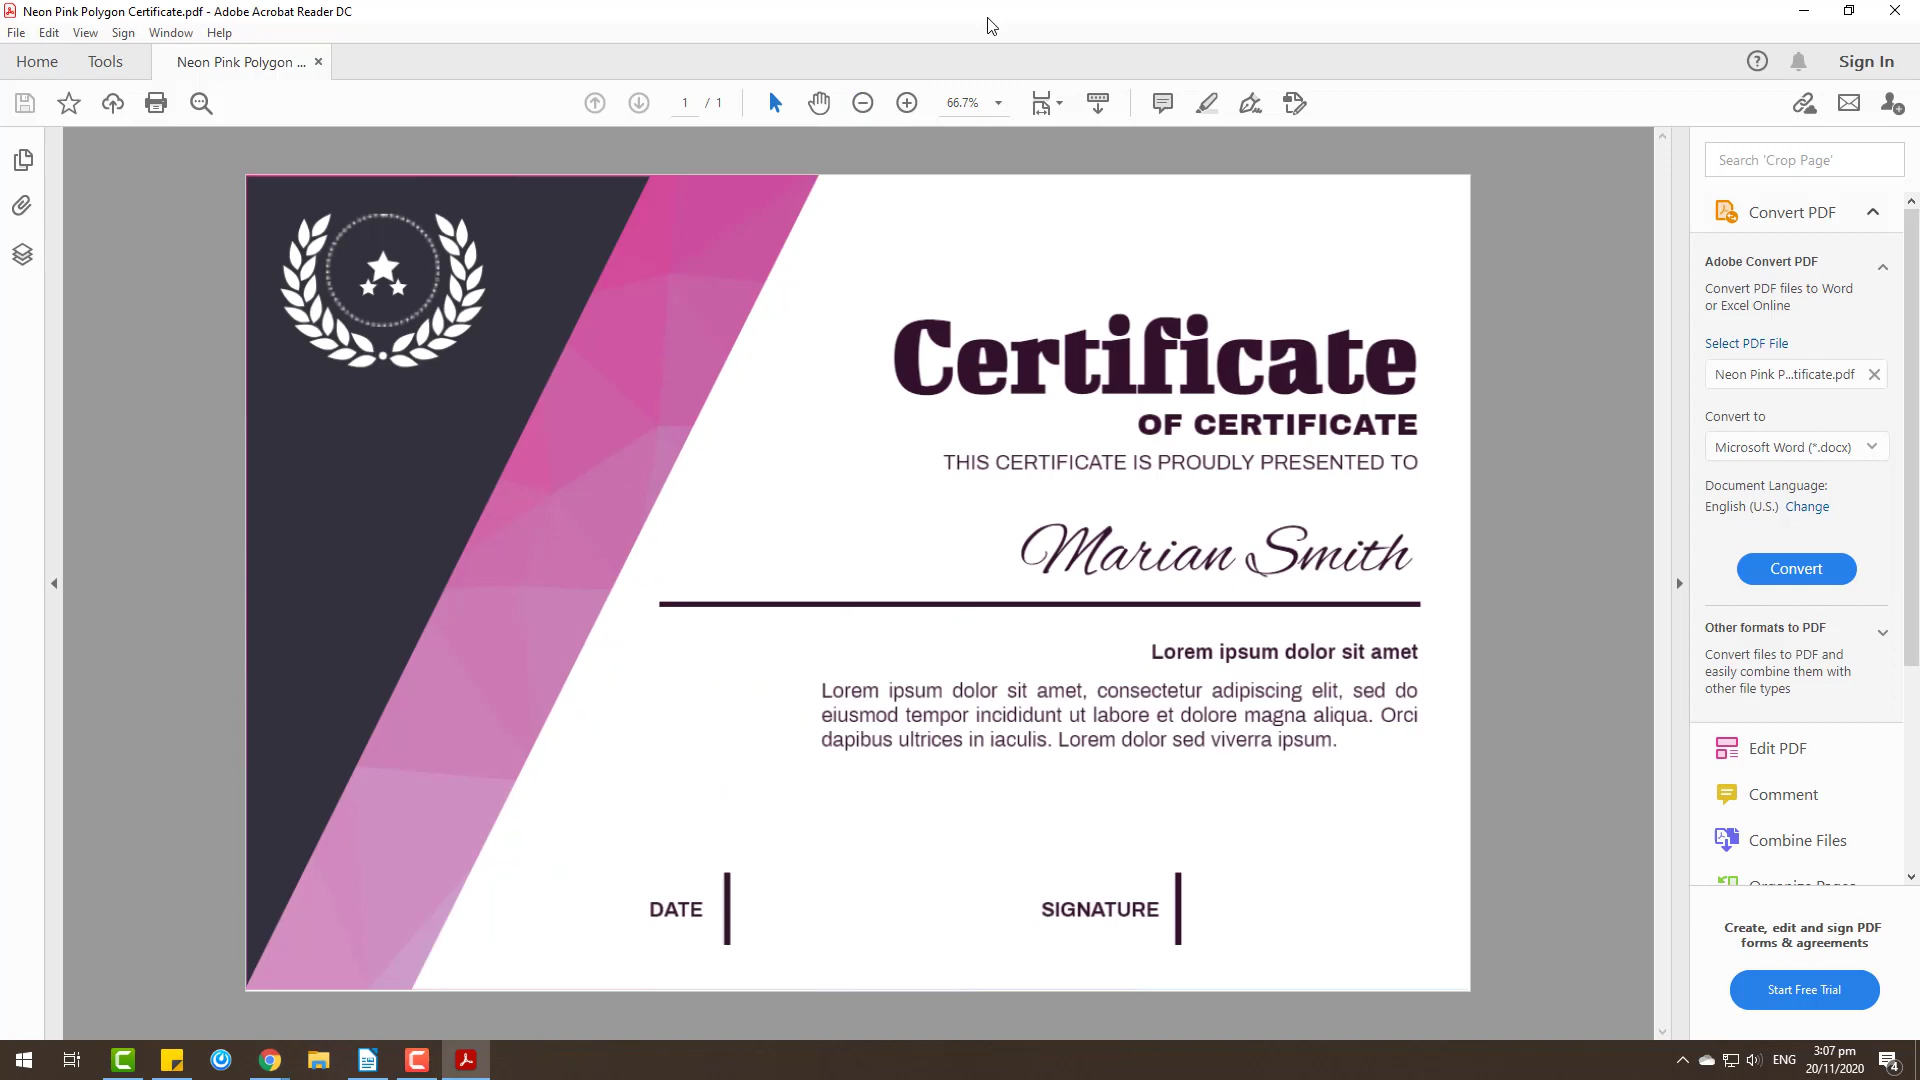 Neon Pink Polygon Certificate.pdf - Adobe Acrobat Reader DC
File Edit View Sign Window Help
Home Tools Neon Pink Polygon ... Sign In
1 / 1 66.7%
Search 'Crop Page'
Convert PDF
Adobe Convert PDF
Convert PDF files to Word
or Excel Online
Select PDF File
Neon Pink P...tificate.pdf
Convert to
Microsoft Word (*.docx)
Document Language:
English (U.S.) Change
Convert
Other formats to PDF
Convert files to PDF and
easily combine them with
other file types
Edit PDF
Comment
Combine Files
Organize Pages
Create, edit and sign PDF
forms & agreements
Start Free Trial
Certificate
OF CERTIFICATE
THIS CERTIFICATE IS PROUDLY PRESENTED TO
Marian Smith
Lorem ipsum dolor sit amet
Lorem ipsum dolor sit amet, consectetur adipiscing elit, sed do
eiusmod tempor incididunt ut labore et dolore magna aliqua. Orci
dapibus ultrices in iaculis. Lorem dolor sed viverra ipsum.
DATE SIGNATURE
ENG
3:07 pm
20/11/2020
4